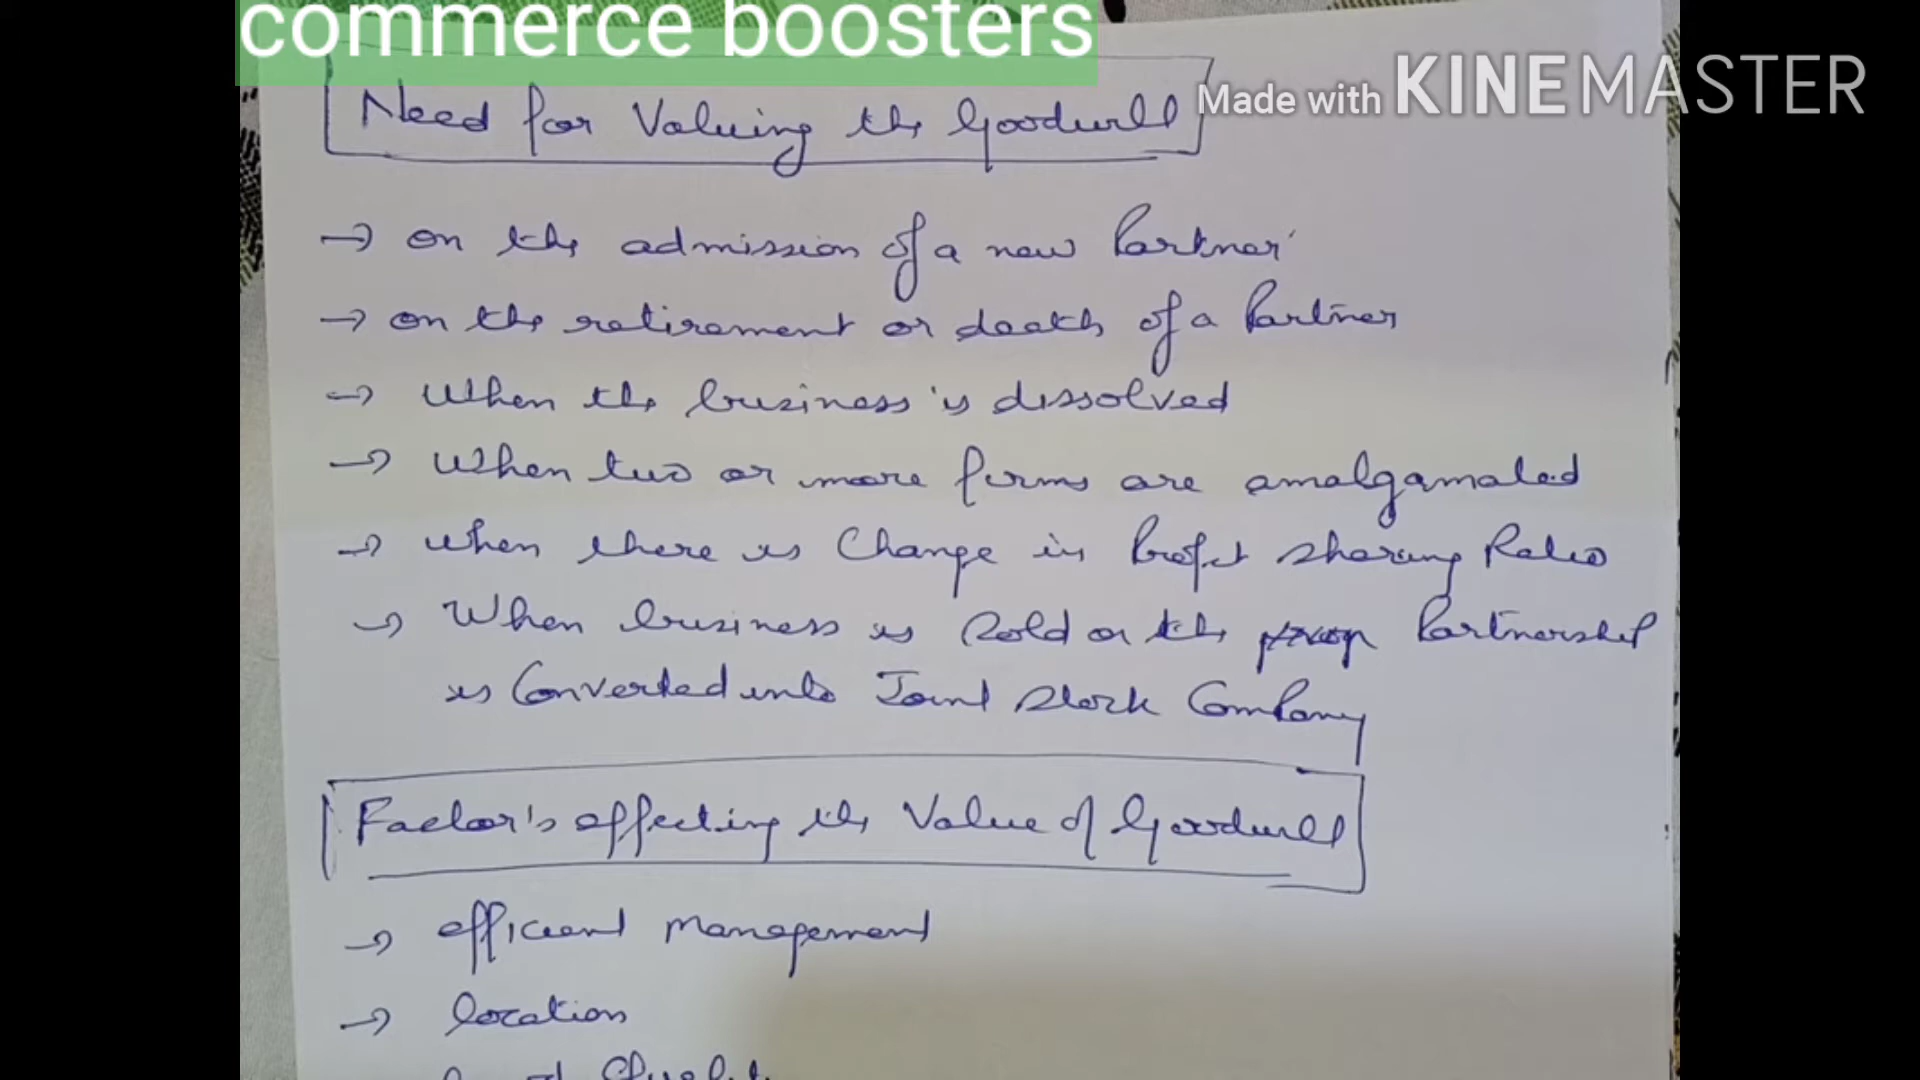 commerce boosters
Made with KINEMASTER
Need for Valuing the Goodwill
→ on the admission of a new Partner
→ on the retirement or death of a Partner
→ When the business is dissolved
→ When two or more firms are amalgamated
→ when there is Change in Profit sharing Ratio
→ When business is Sold or the Partnership
is Converted into Joint Stock Company
Factor's affecting the Value of Goodwill
→ efficient management
→ location